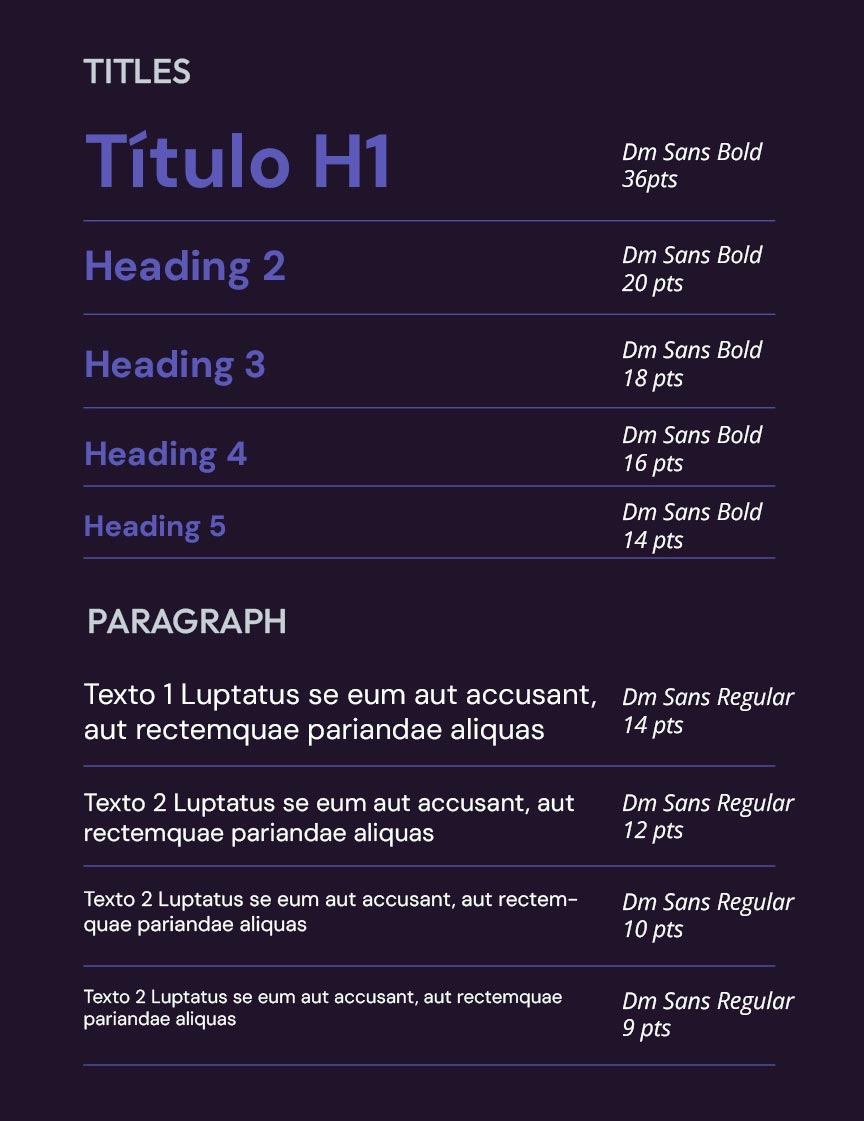 TITLES
Título H1
Dm Sans Bold
36pts
Heading 2
Dm Sans Bold
20 pts
Heading 3
Dm Sans Bold
18 pts
Heading 4
Dm Sans Bold
16 pts
Heading 5
Dm Sans Bold
14 pts
PARAGRAPH
Texto 1 Luptatus se eum aut accusant,
aut rectemquae pariandae aliquas
Dm Sans Regular
14 pts
Texto 2 Luptatus se eum aut accusant, aut
rectemquae pariandae aliquas
Dm Sans Regular
12 pts
Texto 2 Luptatus se eum aut accusant, aut rectem-
quae pariandae aliquas
Dm Sans Regular
10 pts
Texto 2 Luptatus se eum aut accusant, aut rectemquae
pariandae aliquas
Dm Sans Regular
9 pts